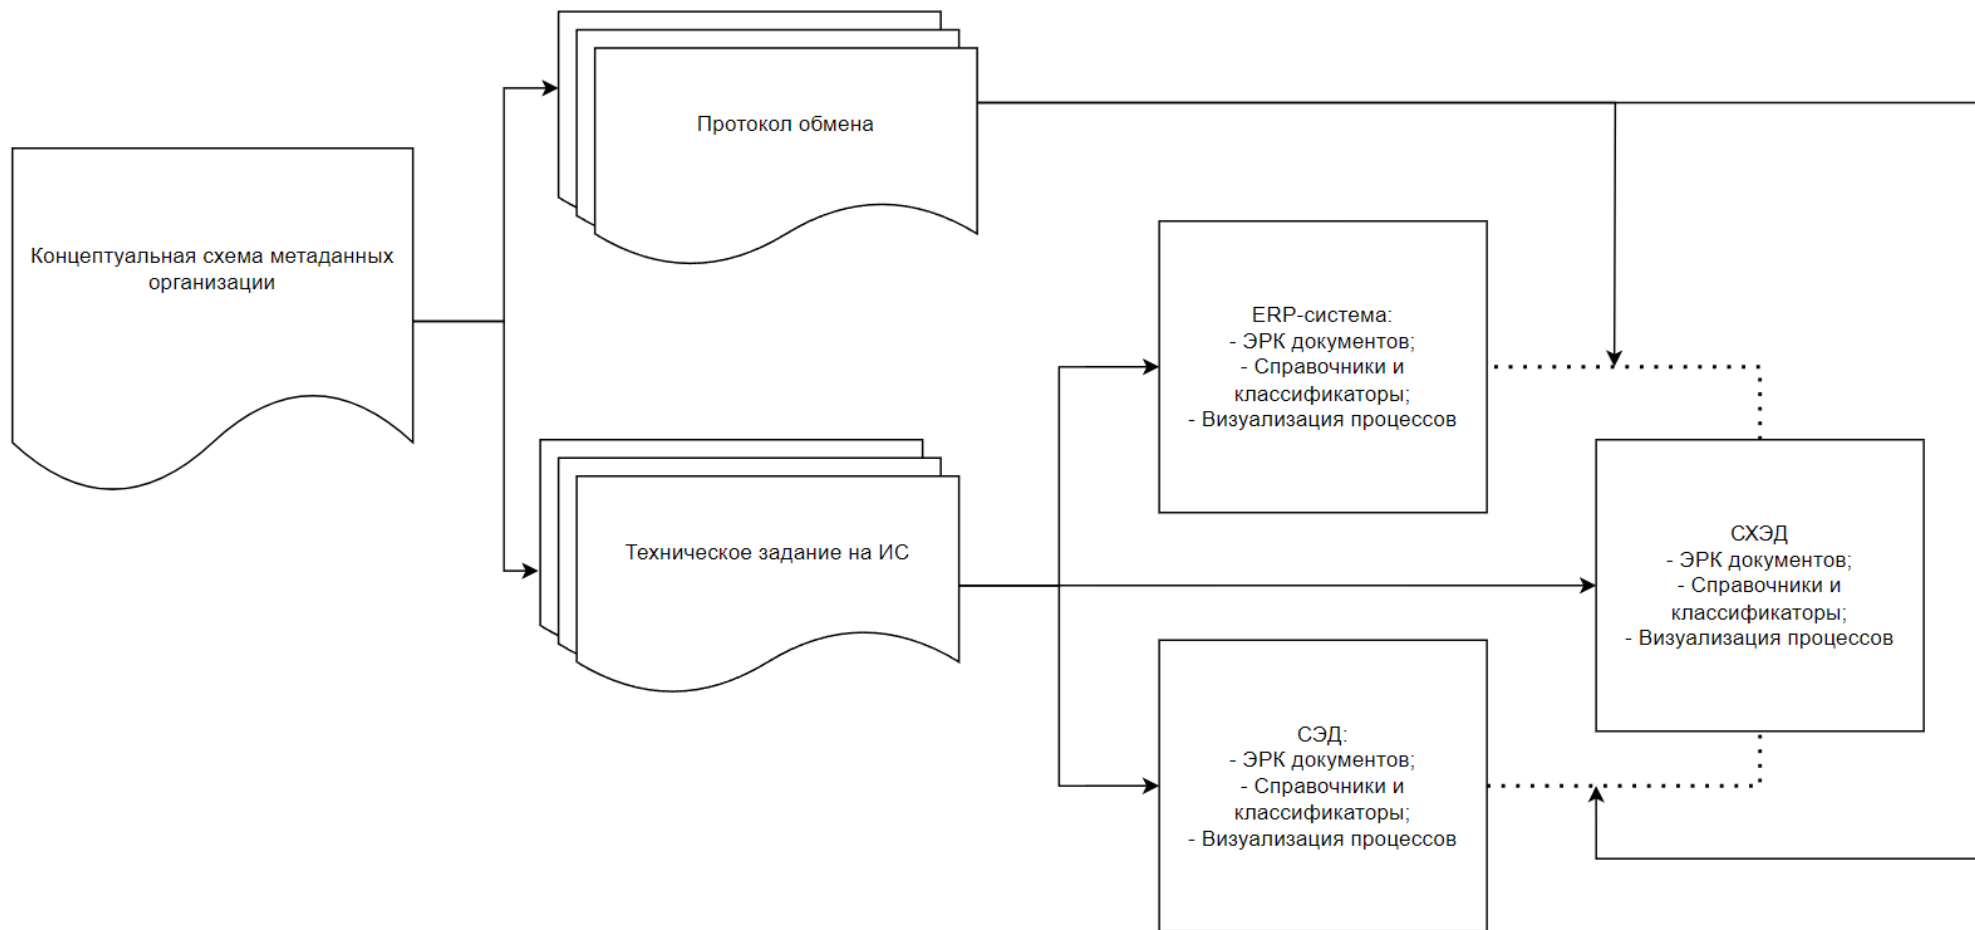 Протокол обмена
Концептуальная схема метаданных
организации
ERP-система:
- ЭРК документов;
- Справочники и
классификаторы;
- Визуализация процессов
Техническое задание на ИС
СХЭД
- ЭРК документов;
- Справочники и
классификаторы;
- Визуализация процессов
СЭД:
- ЭРК документов;
- Справочники и
классификаторы;
- Визуализация процессов